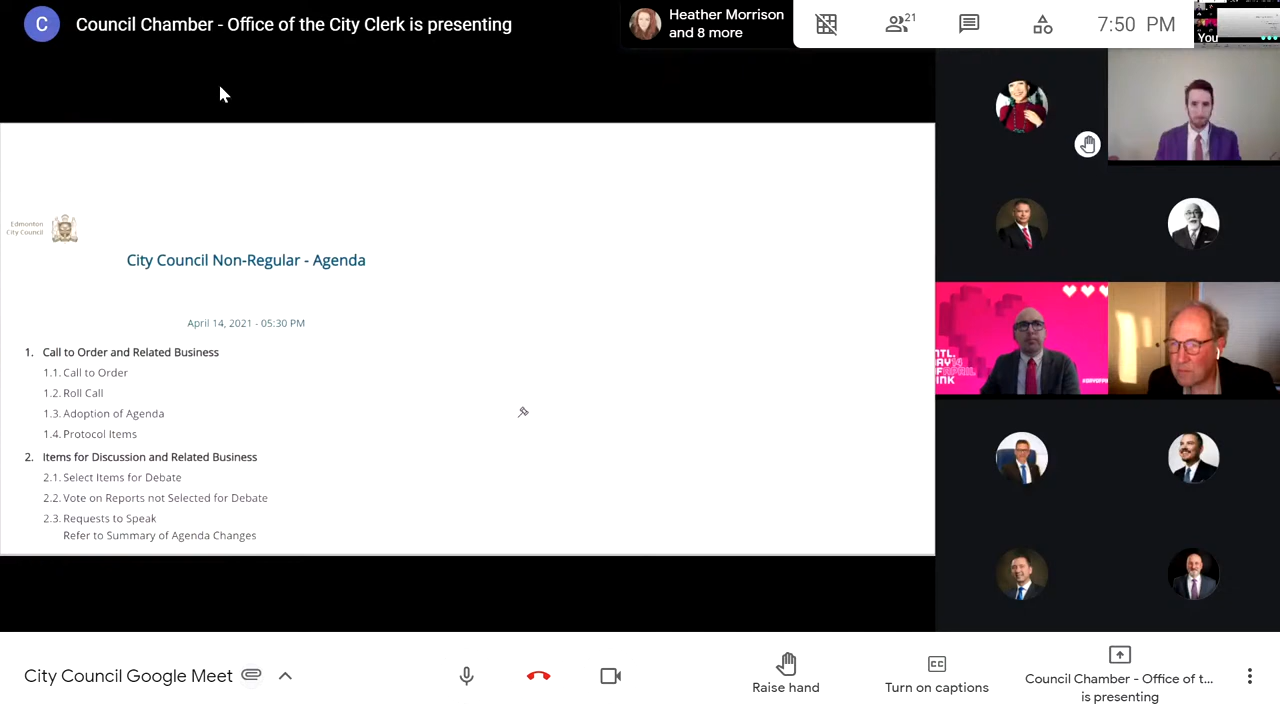 C
Council Chamber - Office of the City Clerk is presenting
Heather Morrison
and 8 more
21
7:50 PM
You
Edmonton
City Council
City Council Non-Regular - Agenda
April 14, 2021 - 05:30 PM
1. Call to Order and Related Business
1.1. Call to Order
1.2. Roll Call
1.3. Adoption of Agenda
1.4. Protocol Items
2. Items for Discussion and Related Business
2.1. Select Items for Debate
2.2. Vote on Reports not Selected for Debate
2.3. Requests to Speak
Refer to Summary of Agenda Changes
NTL.
City Council Google Meet
Raise hand
CC
Turn on captions
Council Chamber - Office of t...
is presenting